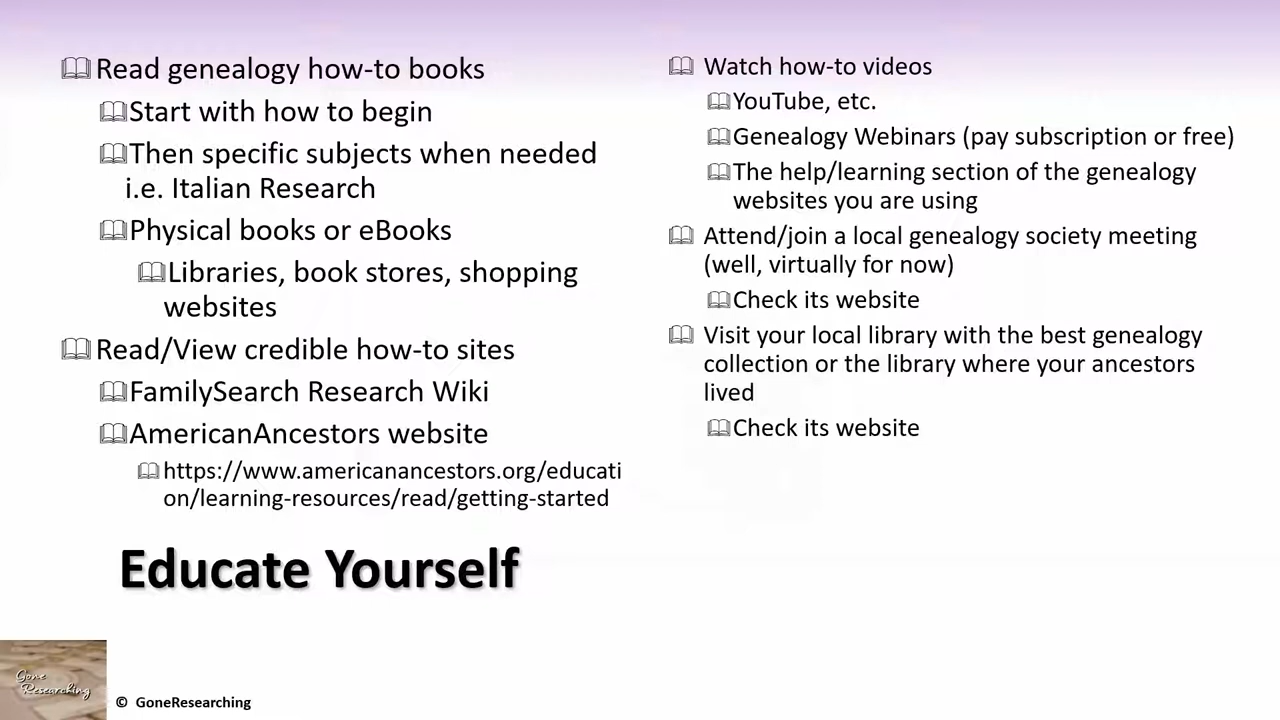 Read genealogy how-to books
Start with how to begin
Then specific subjects when needed
i.e. Italian Research
Physical books or eBooks
Libraries, book stores, shopping
websites
Read/View credible how-to sites
FamilySearch Research Wiki
AmericanAncestors website
https://www.americanancestors.org/educati
on/learning-resources/read/getting-started
Watch how-to videos
YouTube, etc.
Genealogy Webinars (pay subscription or free)
The help/learning section of the genealogy
websites you are using
Attend/join a local genealogy society meeting
(well, virtually for now)
Check its website
Visit your local library with the best genealogy
collection or the library where your ancestors
lived
Check its website
Educate Yourself
Gone
Researching
© GoneResearching